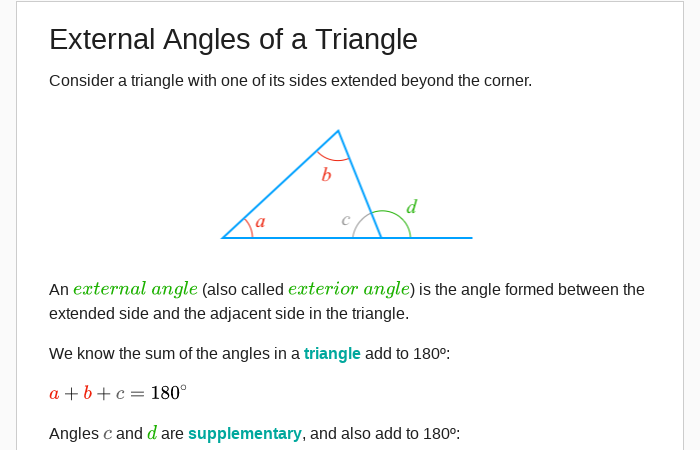 External Angles of a Triangle
Consider a triangle with one of its sides extended beyond the corner.
b
a
c
d
An external angle (also called exterior angle) is the angle formed between the
extended side and the adjacent side in the triangle.
We know the sum of the angles in a triangle add to 180º:
a + b + c = 180°
Angles c and d are supplementary, and also add to 180º: